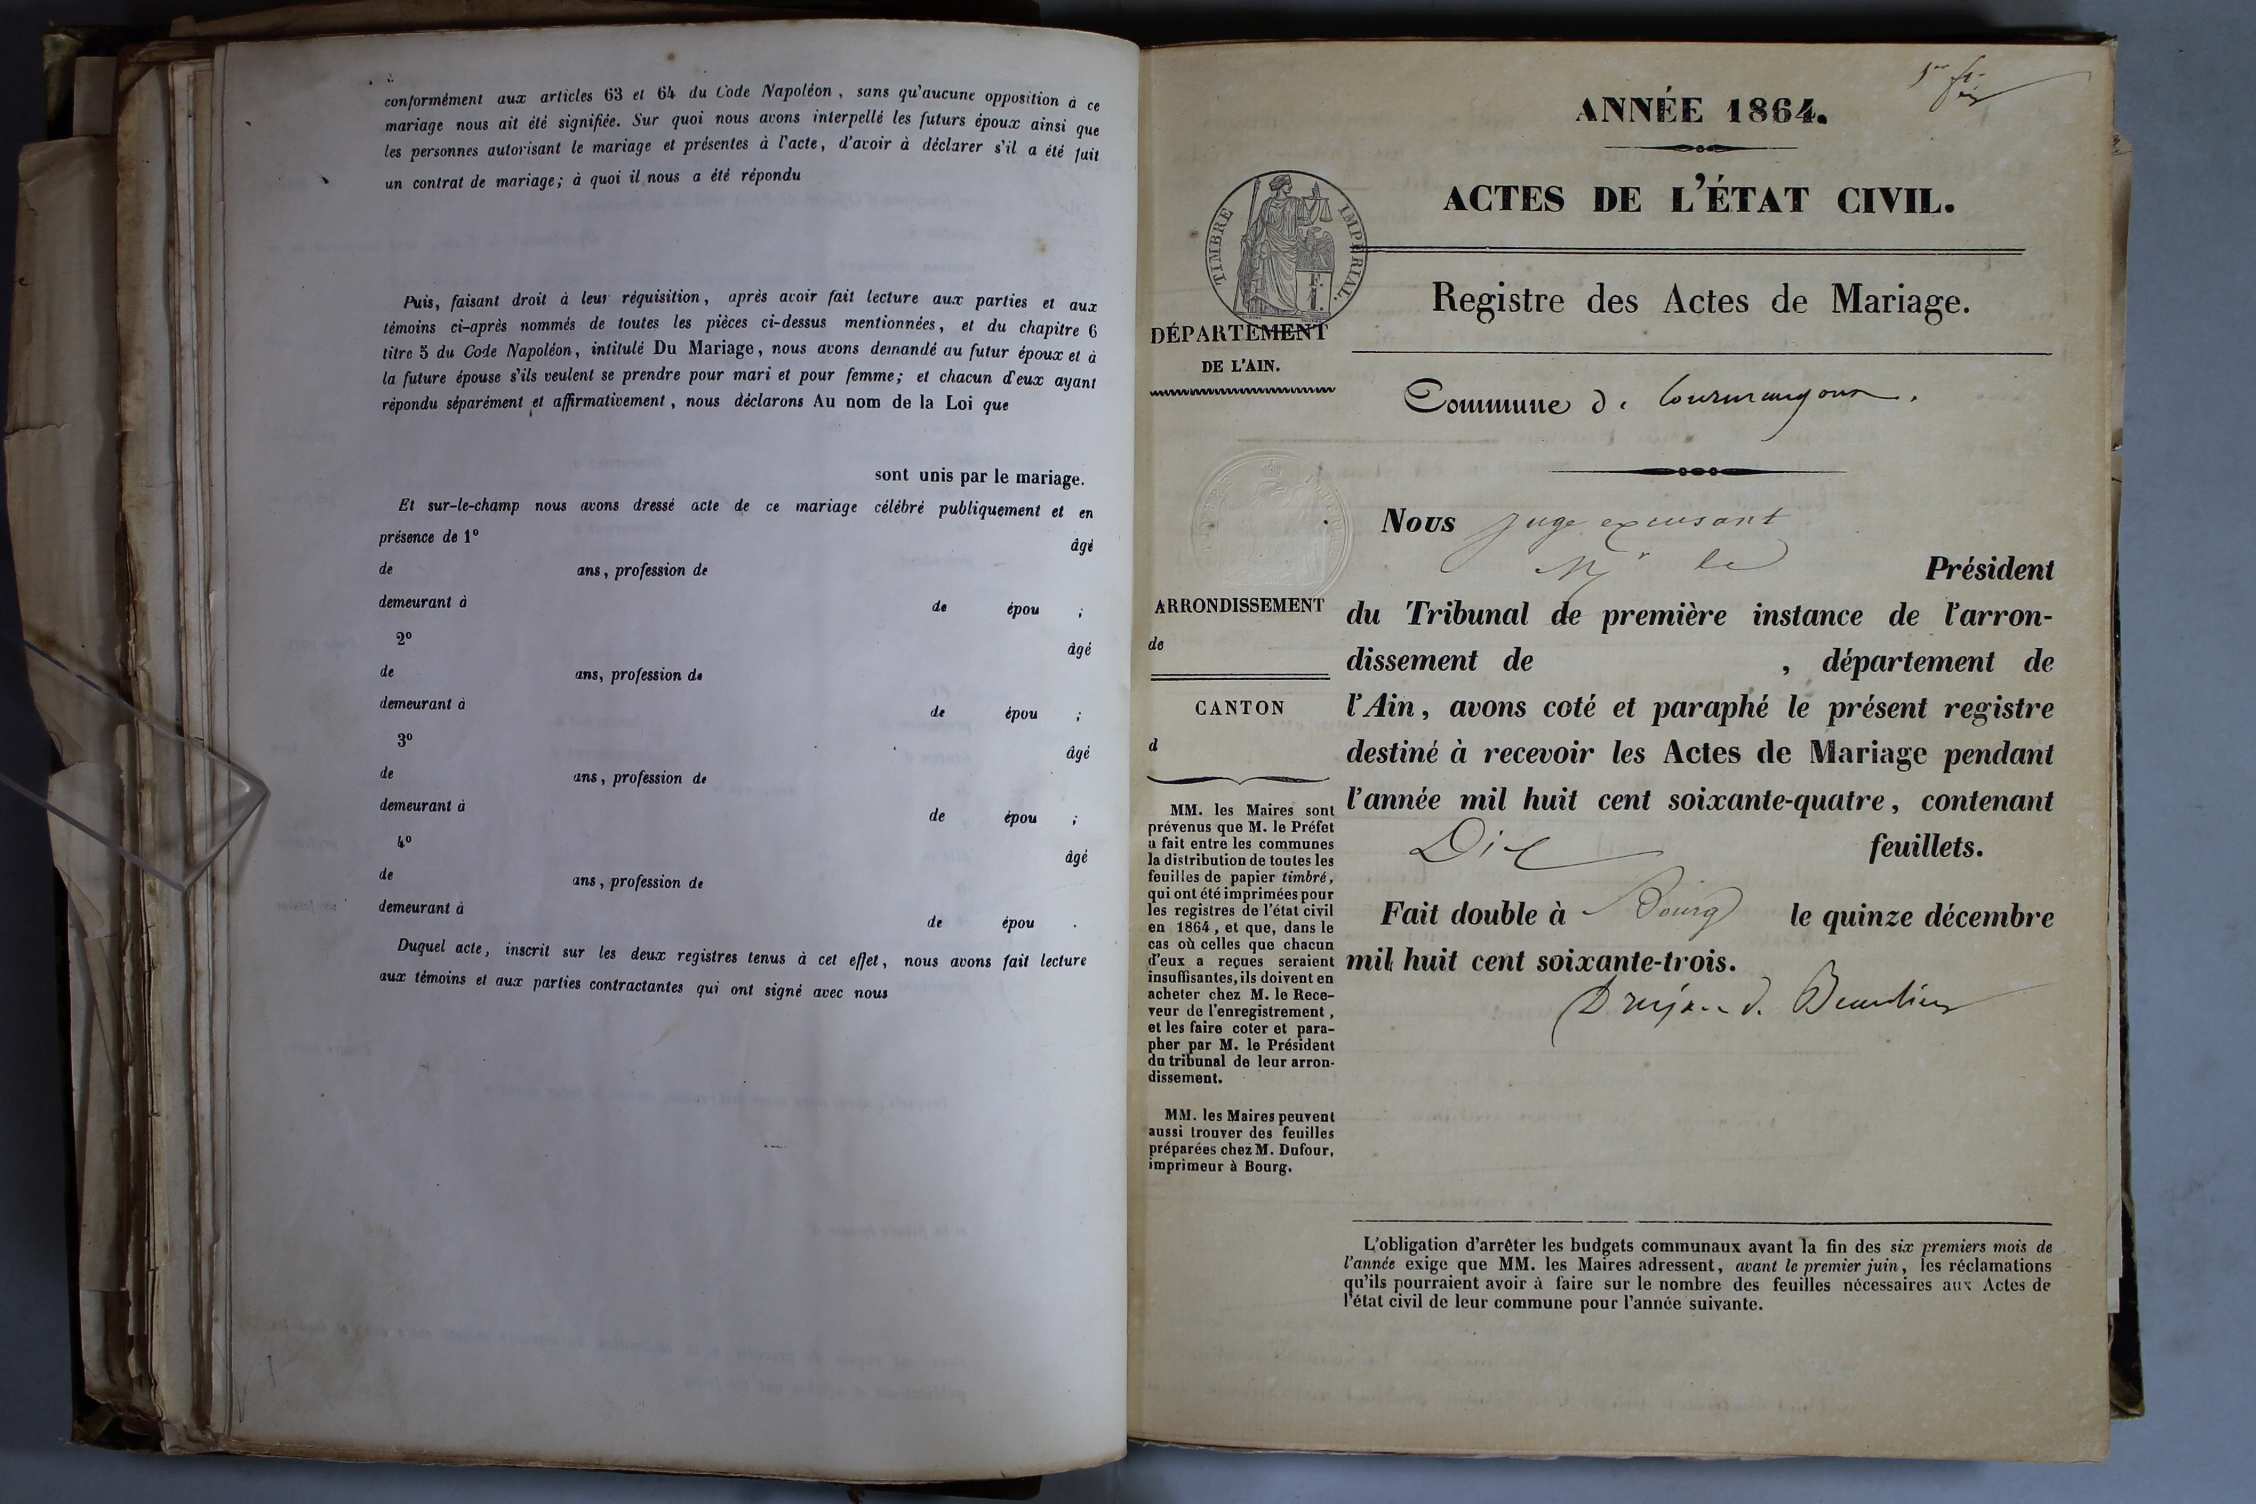 conformément aux articles 63 et 64 du Code Napoléon, sans qu'aucune opposition à ce
mariage nous ait été signifiée. Sur quoi nous avons interpellé les futurs époux ainsi que
les personnes autorisant le mariage et présentes à l'acte, d'avoir à déclarer s'il a été fait
un contrat de mariage; à quoi il nous a été répondu
Puis, faisant droit à leur réquisition, après avoir fait lecture aux parties et aux
témoins ci-après nommés de toutes les pièces ci-dessus mentionnées, et du chapitre 6
titre 5 du Code Napoléon, intitulé Du Mariage, nous avons demandé au futur époux et à
la future épouse s'ils veulent se prendre pour mari et pour femme; et chacun d'eux ayant
répondu séparément et affirmativement, nous déclarons Au nom de la Loi que
sont unis par le mariage.
Et sur-le-champ nous avons dressé acte de ce mariage célébré publiquement et en
présence de 1º âgé
de ans, profession de
demeurant à de épou ;
2º âgé
de ans, profession de
demeurant à de épou ;
3º âgé
de ans, profession de
demeurant à de épou ;
4º âgé
de ans, profession de
demeurant à de épou .
Duquel acte, inscrit sur les deux registres tenus à cet effet, nous avons fait lecture
aux témoins et aux parties contractantes qui ont signé avec nous
ANNÉE 1864.
ACTES DE L'ÉTAT CIVIL.
TIMBRE IMPÉRIAL.
Registre des Actes de Mariage.
DÉPARTEMENT
DE L'AIN.
Commune de Courmangoux.
ARRONDISSEMENT
de
CANTON
d
MM. les Maires sont
prévenus que M. le Préfet
a fait entre les communes
la distribution de toutes les
feuilles de papier timbré,
qui ont été imprimées pour
les registres de l'état civil
en 1864, et que, dans le
cas où celles que chacun
d'eux a reçues seraient
insuffisantes, ils doivent en
acheter chez M. le Rece-
veur de l'enregistrement,
et les faire coter et para-
pher par M. le Président
du tribunal de leur arron-
dissement.
MM. les Maires peuvent
aussi trouver des feuilles
préparées chez M. Dufour,
imprimeur à Bourg.
Nous juge excusant
Mr le Président
du Tribunal de première instance de l'arron-
dissement de , département de
l'Ain, avons coté et paraphé le présent registre
destiné à recevoir les Actes de Mariage pendant
l'année mil huit cent soixante-quatre, contenant
Dix feuillets.
Fait double à Bourg le quinze décembre
mil huit cent soixante-trois.
Beaulieu
L'obligation d'arrêter les budgets communaux avant la fin des six premiers mois de
l'année exige que MM. les Maires adressent, avant le premier juin, les réclamations
qu'ils pourraient avoir à faire sur le nombre des feuilles nécessaires aux Actes de
l'état civil de leur commune pour l'année suivante.